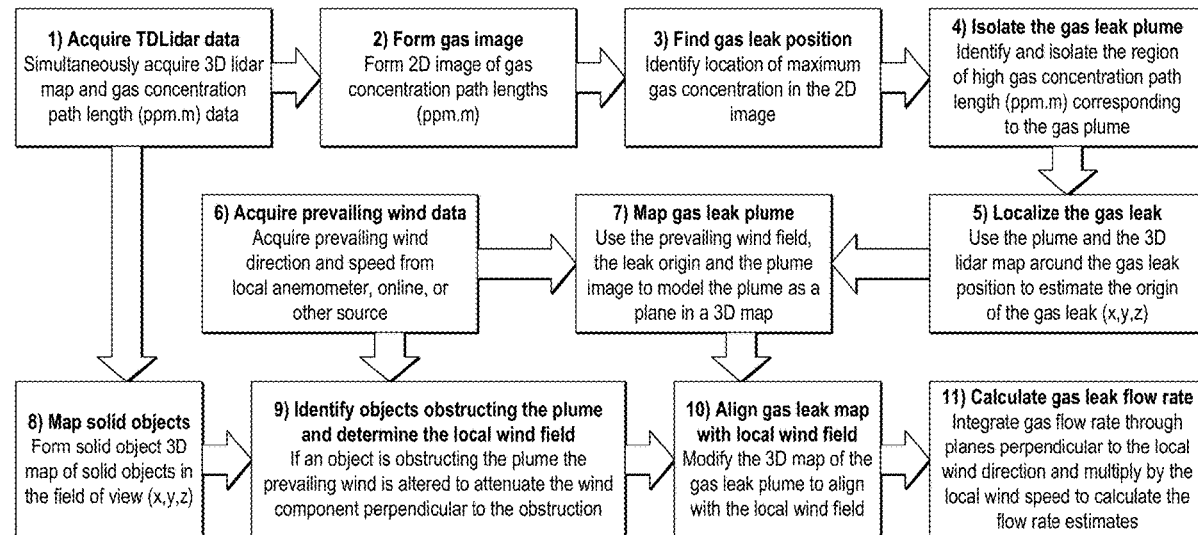 1) Acquire TDLidar data
Simultaneously acquire 3D lidar
map and gas concentration
path length (ppm.m) data
2) Form gas image
Form 2D image of gas
concentration path lengths
(ppm.m)
3) Find gas leak position
Identify location of maximum
gas concentration in the 2D
image
4) Isolate the gas leak plume
Identify and isolate the region
of high gas concentration path
length (ppm.m) corresponding
to the gas plume
6) Acquire prevailing wind data
Acquire prevailing wind
direction and speed from
local anemometer, online, or
other source
7) Map gas leak plume
Use the prevailing wind field,
the leak origin and the plume
image to model the plume as a
plane in a 3D map
5) Localize the gas leak
Use the plume and the 3D
lidar map around the gas leak
position to estimate the origin
of the gas leak (x,y,z)
8) Map solid objects
Form solid object 3D
map of solid objects in
the field of view (x,y,z)
9) Identify objects obstructing the plume
and determine the local wind field
If an object is obstructing the plume the
prevailing wind is altered to attenuate the wind
component perpendicular to the obstruction
10) Align gas leak map
with local wind field
Modify the 3D map of the
gas leak plume to align
with the local wind field
11) Calculate gas leak flow rate
Integrate gas flow rate through
planes perpendicular to the local
wind direction and multiply by the
local wind speed to calculate the
flow rate estimates